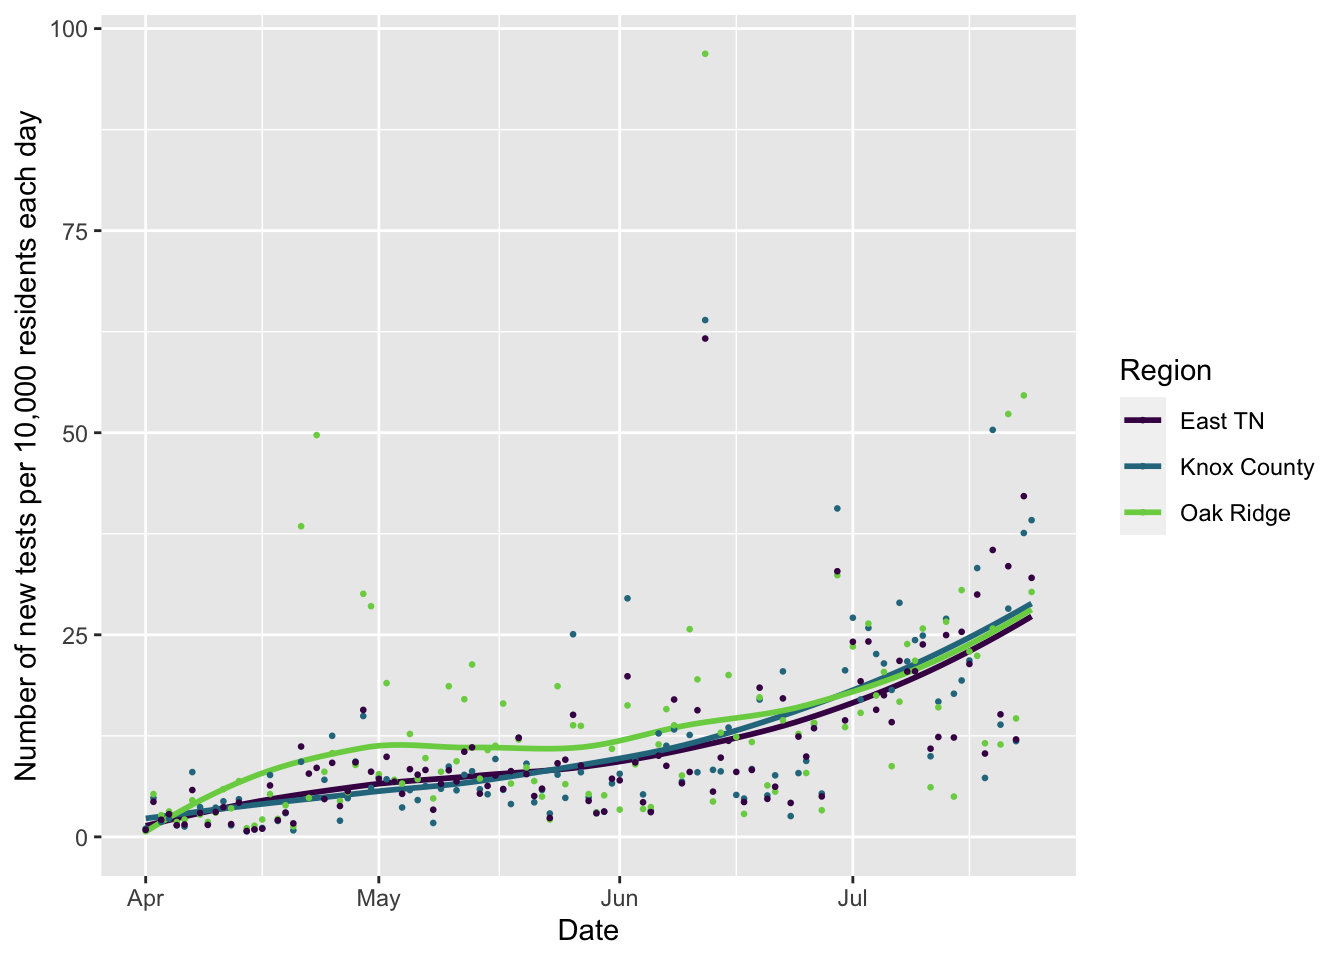 Number of new tests per 10,000 residents each day
100
75
50
25
0
Apr
May
Jun
Jul
Date
Region
East TN
Knox County
Oak Ridge